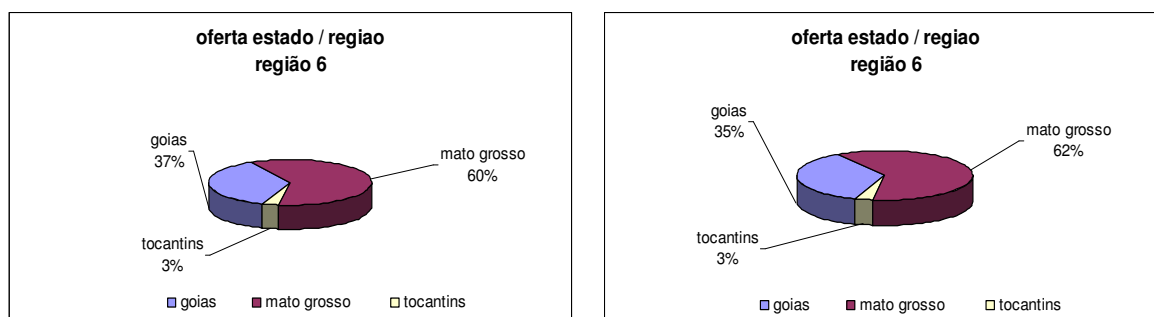 oferta estado / regiao
região 6
goias
37%
mato grosso
60%
tocantins
3%
goias mato grosso tocantins
oferta estado / regiao
região 6
goias
35%
mato grosso
62%
tocantins
3%
goias mato grosso tocantins